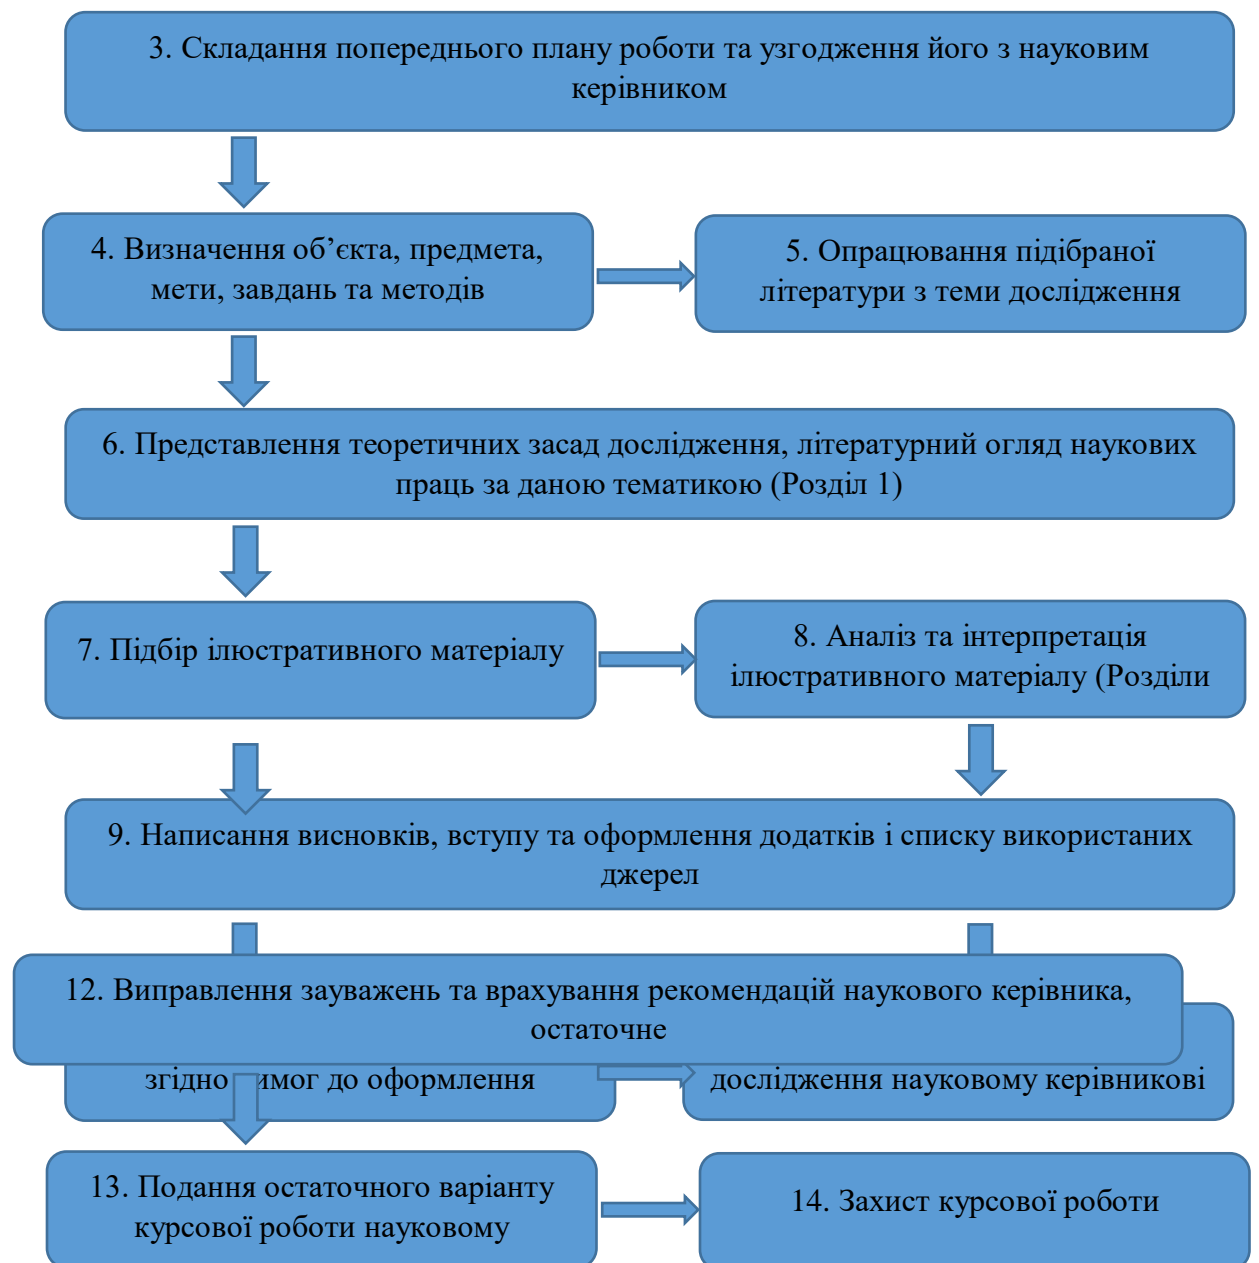 3. Складання попереднього плану роботи та узгодження його з науковим
керівником
4. Визначення об’єкта, предмета,
мети, завдань та методів
5. Опрацювання підібраної
літератури з теми дослідження
6. Представлення теоретичних засад дослідження, літературний огляд наукових
праць за даною тематикою (Розділ 1)
7. Підбір ілюстративного матеріалу
8. Аналіз та інтерпретація
ілюстративного матеріалу (Розділи
9. Написання висновків, вступу та оформлення додатків і списку використаних
джерел
12. Виправлення зауважень та врахування рекомендацій наукового керівника,
остаточне
згідно до оформлення
дослідження науковому керівникові
13. Подання остаточного варіанту
курсової роботи науковому
14. Захист курсової роботи